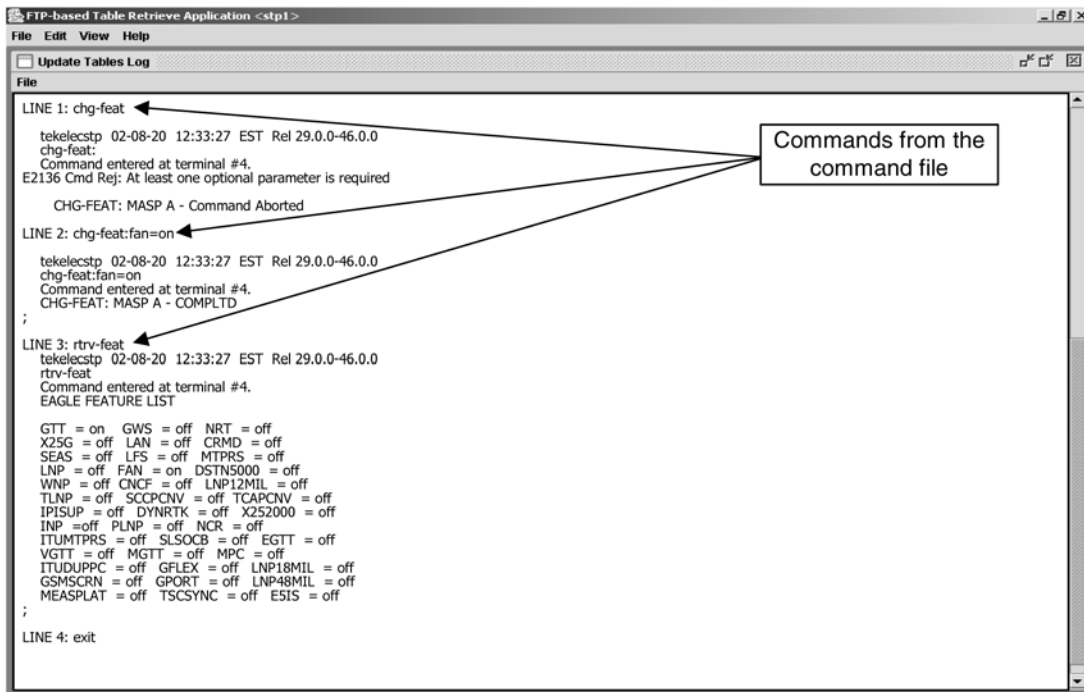 FTP-based Table Retrieve Application <stp1>
File Edit View Help
Update Tables Log
File
LINE 1: chg-feat
tekelecstp 02-08-20 12:33:27 EST Rel 29.0.0-46.0.0
chg-feat:
Command entered at terminal #4.
E2136 Cmd Rej: At least one optional parameter is required
CHG-FEAT: MASP A - Command Aborted
LINE 2: chg-feat:fan=on
tekelecstp 02-08-20 12:33:27 EST Rel 29.0.0-46.0.0
chg-feat:fan=on
Command entered at terminal #4.
CHG-FEAT: MASP A - COMPLTD
;
LINE 3: rtrv-feat
tekelecstp 02-08-20 12:33:27 EST Rel 29.0.0-46.0.0
rtrv-feat
Command entered at terminal #4.
EAGLE FEATURE LIST
GTT = on GWS = off NRT = off
X25G = off LAN = off CRMD = off
SEAS = off LFS = off MTPRS = off
LNP = off FAN = on DSTN5000 = off
WNP = off CNCF = off LNP12MIL = off
TLNP = off SCCPCNV = off TCAPCNV = off
IPISUP = off DYNRTK = off X252000 = off
INP =off PLNP = off NCR = off
ITUMTPRS = off SLSOCB = off EGTT = off
VGTT = off MGTT = off MPC = off
ITUDUPPC = off GFLEX = off LNP18MIL = off
GSMSCRN = off GPORT = off LNP48MIL = off
MEASPLAT = off TSCSYNC = off E5IS = off
;
LINE 4: exit
Commands from the
command file